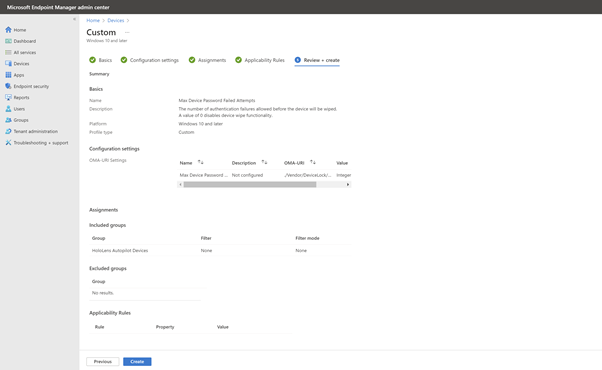 Microsoft Endpoint Manager admin center
Home > Devices >
Custom ...
Windows 10 and later
Home
Dashboard
All services
Devices
Apps
Endpoint security
Reports
Users
Groups
Tenant administration
Troubleshooting + support
Basics Configuration settings Assignments Applicability Rules 5 Review + create
Summary
Basics
Name Max Device Password Failed Attempty
Description The number of authentication failures allowed before the device will be wiped.
A value of 0 disables device wipe functionality.
Platform Windows 10 and later
Profile type Custom
Configuration settings
OMA-URI Settings
Name ↑↓ Description ↑↓ OMA-URI ↑↓ Value
Max Device Password ... Not configured ./Vendor/DeviceLock/... Integer
Assignments
Included groups
Group Filter Filter mode
HoloLens Autopilot Devices None None
Excluded groups
Group
No results.
Applicability Rules
Rule Property Value
Previous Create